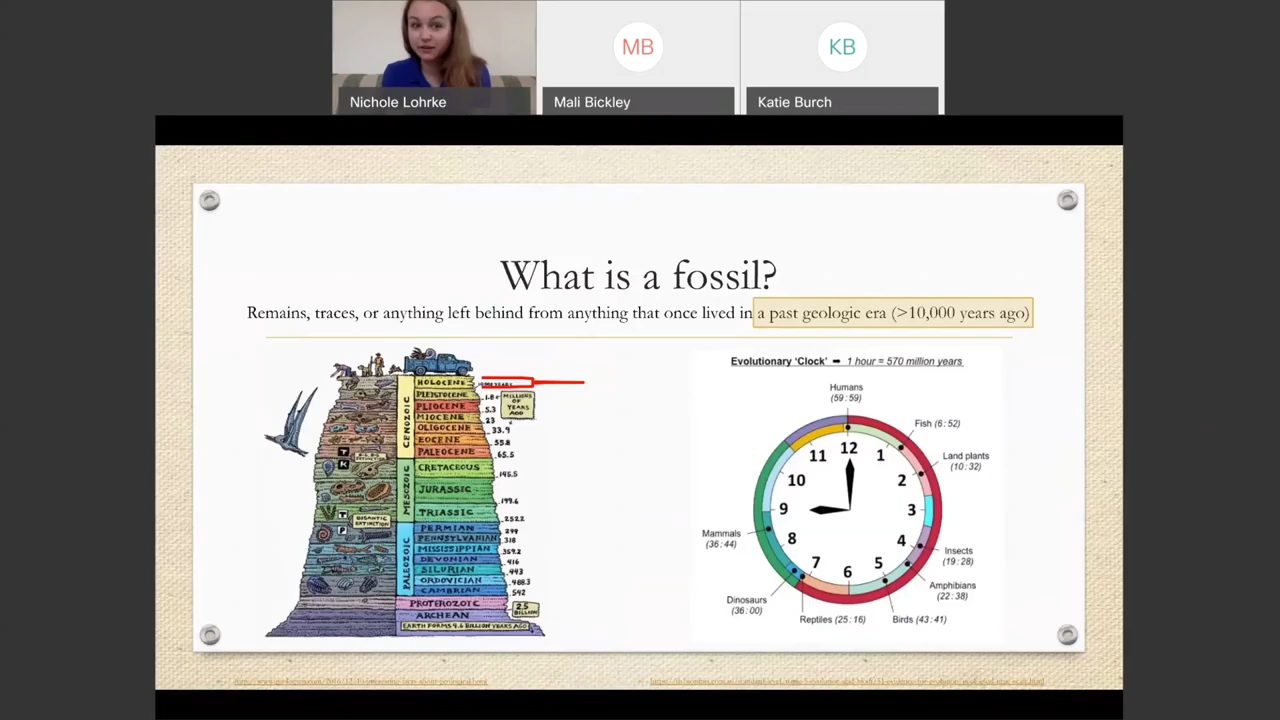 MB
KB
Nichole Lohrke
Mali Bickley
Katie Burch
What is a fossil?
Remains, traces, or anything left behind from anything that once lived in a past geologic era (>10,000 years ago)
HOLOCENE
PLEISTOCENE
PLIOCENE
MIOCENE
OLIGOCENE
EOCENE
PALEOCENE
CRETACEOUS
JURASSIC
TRIASSIC
PERMIAN
PENNSYLVANIAN
MISSISSIPPIAN
DEVONIAN
SILURIAN
ORDOVICIAN
CAMBRIAN
PROTEROZOIC
ARCHEAN
EARTH FORMS 4.6 BILLION YEARS AGO
CENOZOIC
MESOZOIC
PALEOZOIC
T
K
T
P
GIGANTIC
EXTINCTION
MILLIONS
OF
YEARS
AGO
1.8
5.3
23
33.9
55.8
65.5
145.5
199.6
252.2
299
318
359.2
416
443
488.3
542
2.5
BILLION
Evolutionary 'Clock' ➡ 1 hour = 570 million years
Humans
(59:59)
Fish (6:52)
Land plants
(10:32)
Insects
(19:28)
Amphibians
(22:38)
Birds (43:41)
Reptiles (25:16)
Dinosaurs
(36:00)
Mammals
(36:44)
12
1
2
3
4
5
6
7
8
9
10
11